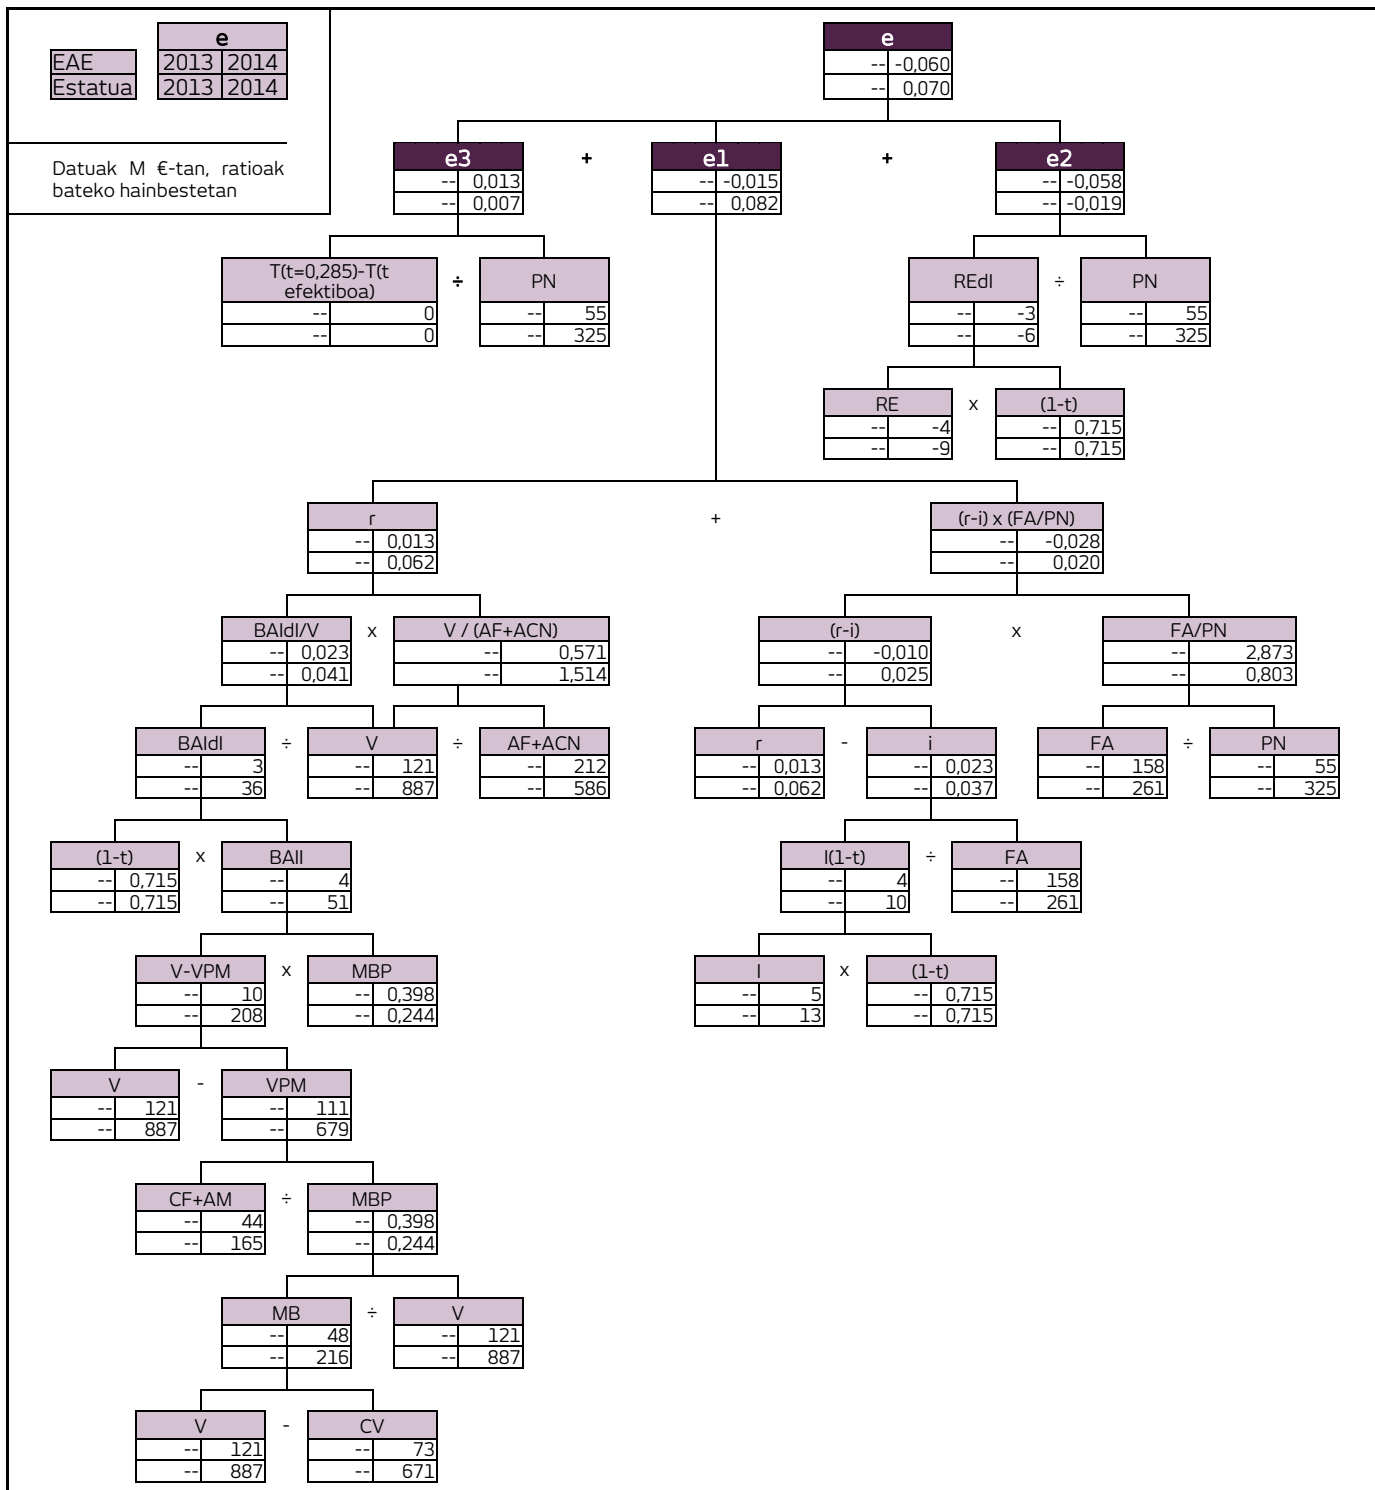 e
EAE 2013 2014
Estatua 2013 2014
Datuak M €-tan, ratioak
bateko hainbestetan
e
-- -0,060
-- 0,070
e3 + e1 + e2
-- 0,013 -- -0,015 -- -0,058
-- 0,007 -- 0,082 -- -0,019
T(t=0,285)-T(t
efektiboa) ÷ PN REdI ÷ PN
-- 0 -- 55 -- -3 -- 55
-- 0 -- 325 -- -6 -- 325
RE x (1-t)
-- -4 -- 0,715
-- -9 -- 0,715
r + (r-i) x (FA/PN)
-- 0,013 -- -0,028
-- 0,062 -- 0,020
BAIdI/V x V / (AF+ACN) (r-i) x FA/PN
-- 0,023 -- 0,571 -- -0,010 -- 2,873
-- 0,041 -- 1,514 -- 0,025 -- 0,803
BAIdI ÷ V ÷ AF+ACN r - i FA ÷ PN
-- 3 -- 121 -- 212 -- 0,013 -- 0,023 -- 158 -- 55
-- 36 -- 887 -- 586 -- 0,062 -- 0,037 -- 261 -- 325
(1-t) x BAII I(1-t) ÷ FA
-- 0,715 -- 4 -- 4 -- 158
-- 0,715 -- 51 -- 10 -- 261
V-VPM x MBP I x (1-t)
-- 10 -- 0,398 -- 5 -- 0,715
-- 208 -- 0,244 -- 13 -- 0,715
V - VPM
-- 121 -- 111
-- 887 -- 679
CF+AM ÷ MBP
-- 44 -- 0,398
-- 165 -- 0,244
MB ÷ V
-- 48 -- 121
-- 216 -- 887
V - CV
-- 121 -- 73
-- 887 -- 671